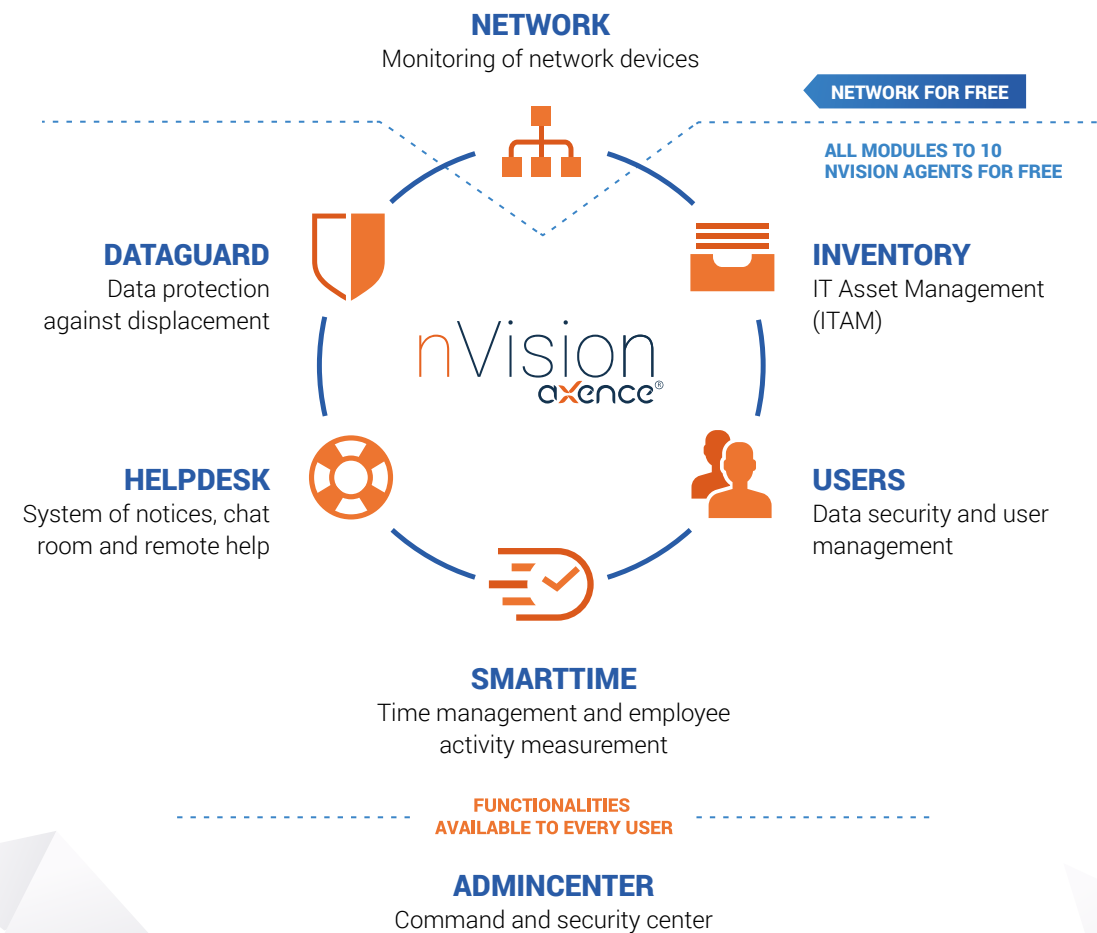 NETWORK
Monitoring of network devices
NETWORK FOR FREE
ALL MODULES TO 10
NVISION AGENTS FOR FREE
DATAGUARD
Data protection
against displacement
INVENTORY
IT Asset Management
(ITAM)
nVision
axence®
HELPDESK
System of notices, chat
room and remote help
USERS
Data security and user
management
SMARTTIME
Time management and employee
activity measurement
FUNCTIONALITIES
AVAILABLE TO EVERY USER
ADMINCENTER
Command and security center